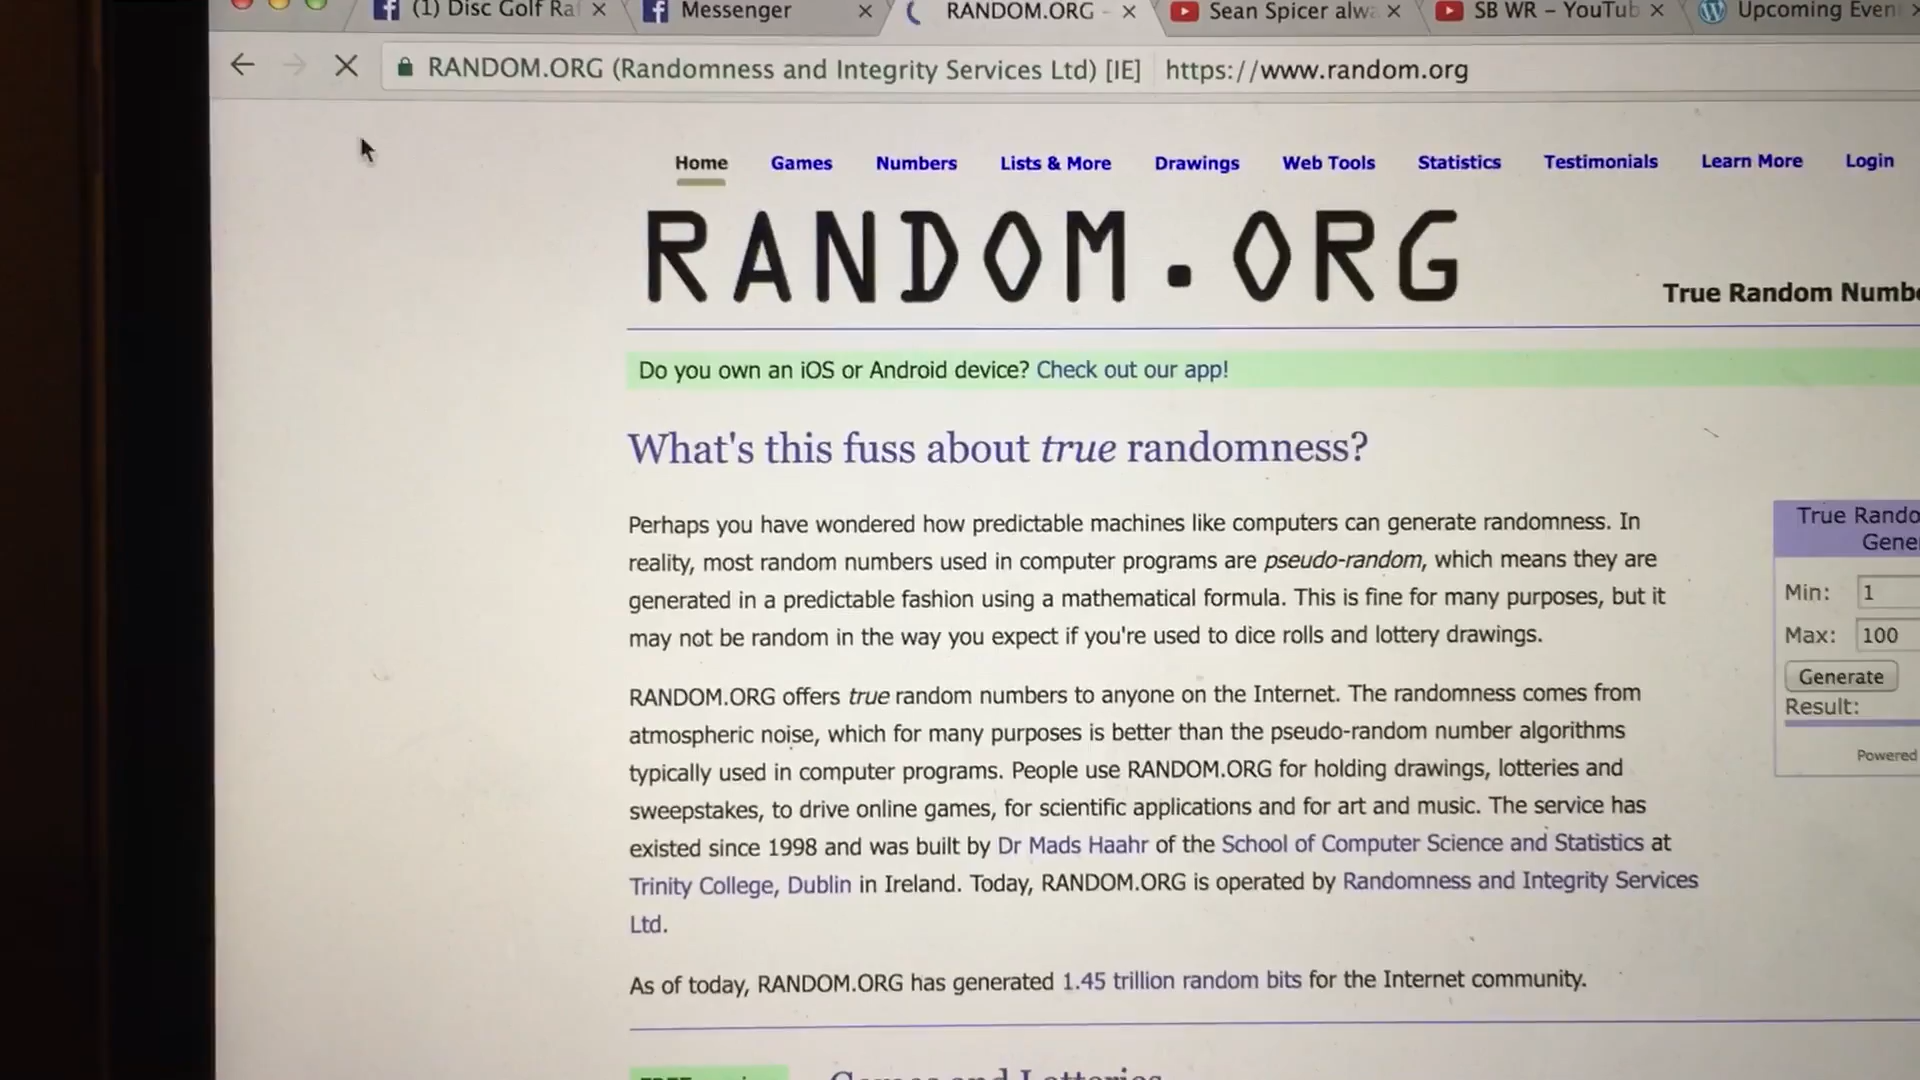 (1) Disc Golf Raf
Messenger
RANDOM.ORG -
Sean Spicer alwa
SB WR – YouTub
Upcoming Even
RANDOM.ORG (Randomness and Integrity Services Ltd) [IE] https://www.random.org
Home Games Numbers Lists & More Drawings Web Tools Statistics Testimonials Learn More Login
RANDOM.ORG
True Random Numbe
Do you own an iOS or Android device? Check out our app!
What's this fuss about true randomness?
Perhaps you have wondered how predictable machines like computers can generate randomness. In
reality, most random numbers used in computer programs are pseudo-random, which means they are
generated in a predictable fashion using a mathematical formula. This is fine for many purposes, but it
may not be random in the way you expect if you're used to dice rolls and lottery drawings.
RANDOM.ORG offers true random numbers to anyone on the Internet. The randomness comes from
atmospheric noise, which for many purposes is better than the pseudo-random number algorithms
typically used in computer programs. People use RANDOM.ORG for holding drawings, lotteries and
sweepstakes, to drive online games, for scientific applications and for art and music. The service has
existed since 1998 and was built by Dr Mads Haahr of the School of Computer Science and Statistics at
Trinity College, Dublin in Ireland. Today, RANDOM.ORG is operated by Randomness and Integrity Services
Ltd.
As of today, RANDOM.ORG has generated 1.45 trillion random bits for the Internet community.
True Rando
Gene
Min: 1
Max: 100
Generate
Result:
Powered
Games and Lotteries